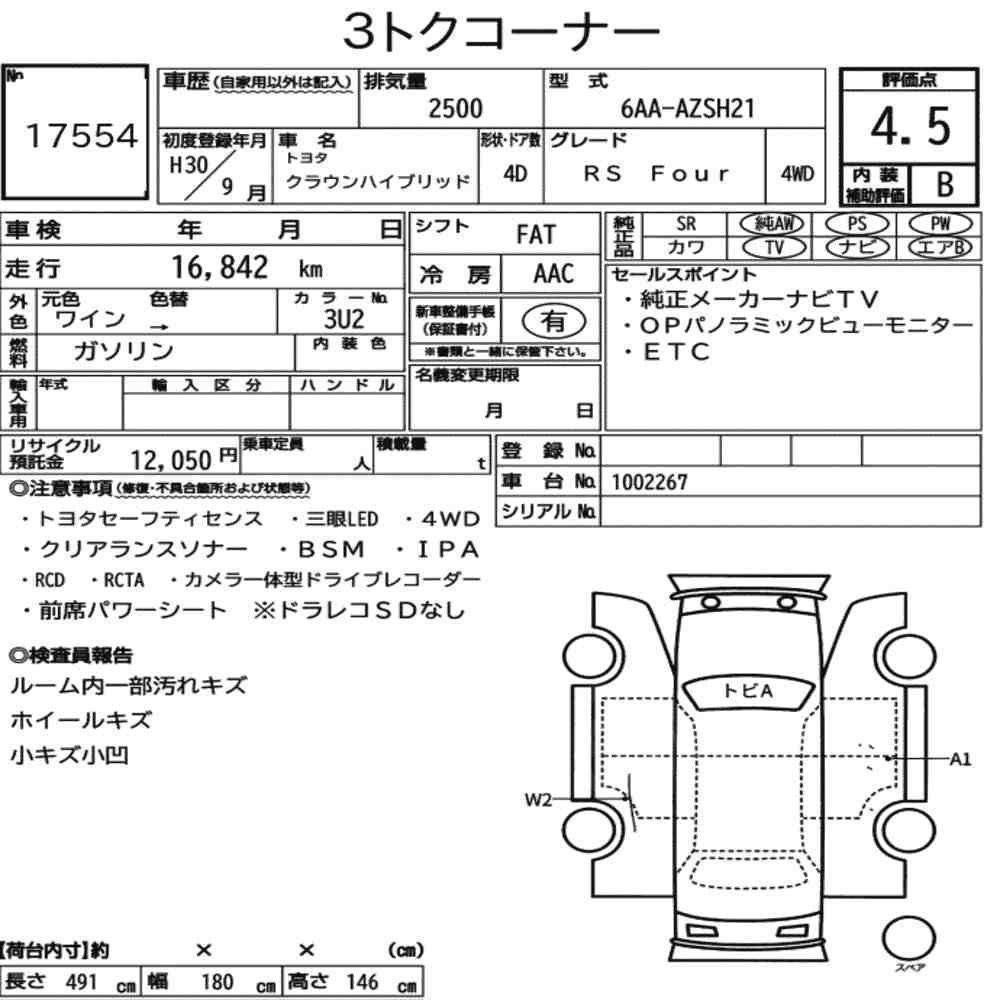 3トクコーナー
No
17554
車歴(自家用以外は記入)
排気量
2500
型 式
6AA-AZSH21
評価点
4.5
初度登録年月
H30/9 月
車 名
トヨタ
クラウンハイブリッド
形状・ドア数
4D
グレード
RS Four
4WD
内 装
補助評価
B
車検 年 月 日
シフト
FAT
純正品
SR 純AW PS PW
カワ TV ナビ エアB
走行 16,842 km
冷 房
AAC
セールスポイント
・純正メーカーナビTV
・OPパノラミックビューモニター
・ETC
外色
元色 色替
ワイン →
カ ラ ー No.
3U2
新車整備手帳
(保証書付)
有
※書類と一緒に保管下さい。
燃料
ガソリン
内 装 色
名義変更期限
月 日
輸入車用
年式
輸 入 区 分
ハ ン ド ル
リサイクル
預託金
12,050 円
乗車定員
人
積載量
t
登 録 No.
車 台 No. 1002267
シリアル No.
◎注意事項(修復・不具合箇所および状態等)
・トヨタセーフティセンス ・三眼LED ・4WD
・クリアランスソナー ・BSM ・IPA
・RCD ・RCTA ・カメラ一体型ドライブレコーダー
・前席パワーシート ※ドラレコSDなし
◎検査員報告
ルーム内一部汚れキズ
ホイールキズ
小キズ小凹
トビA
A1
W2
スペア
【荷台内寸】約 × × (cm)
長さ 491 cm 幅 180 cm 高さ 146 cm